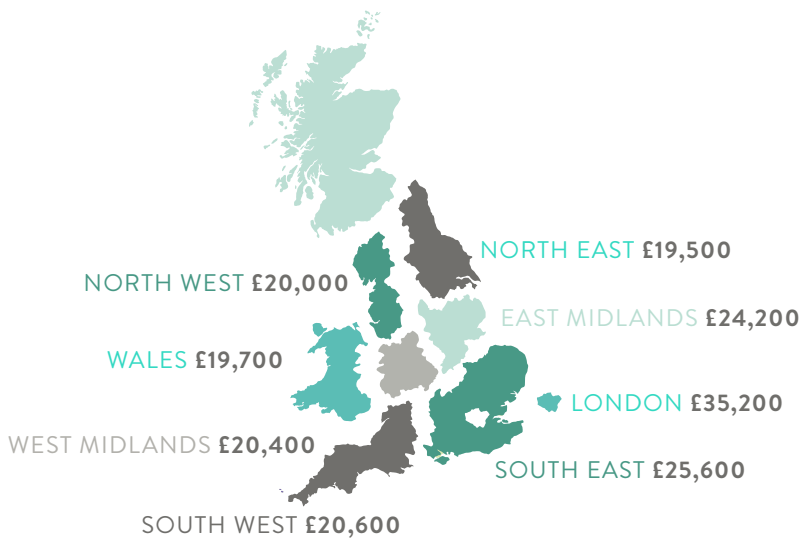 NORTH EAST £19,500
NORTH WEST £20,000
EAST MIDLANDS £24,200
WALES £19,700
LONDON £35,200
WEST MIDLANDS £20,400
SOUTH EAST £25,600
SOUTH WEST £20,600